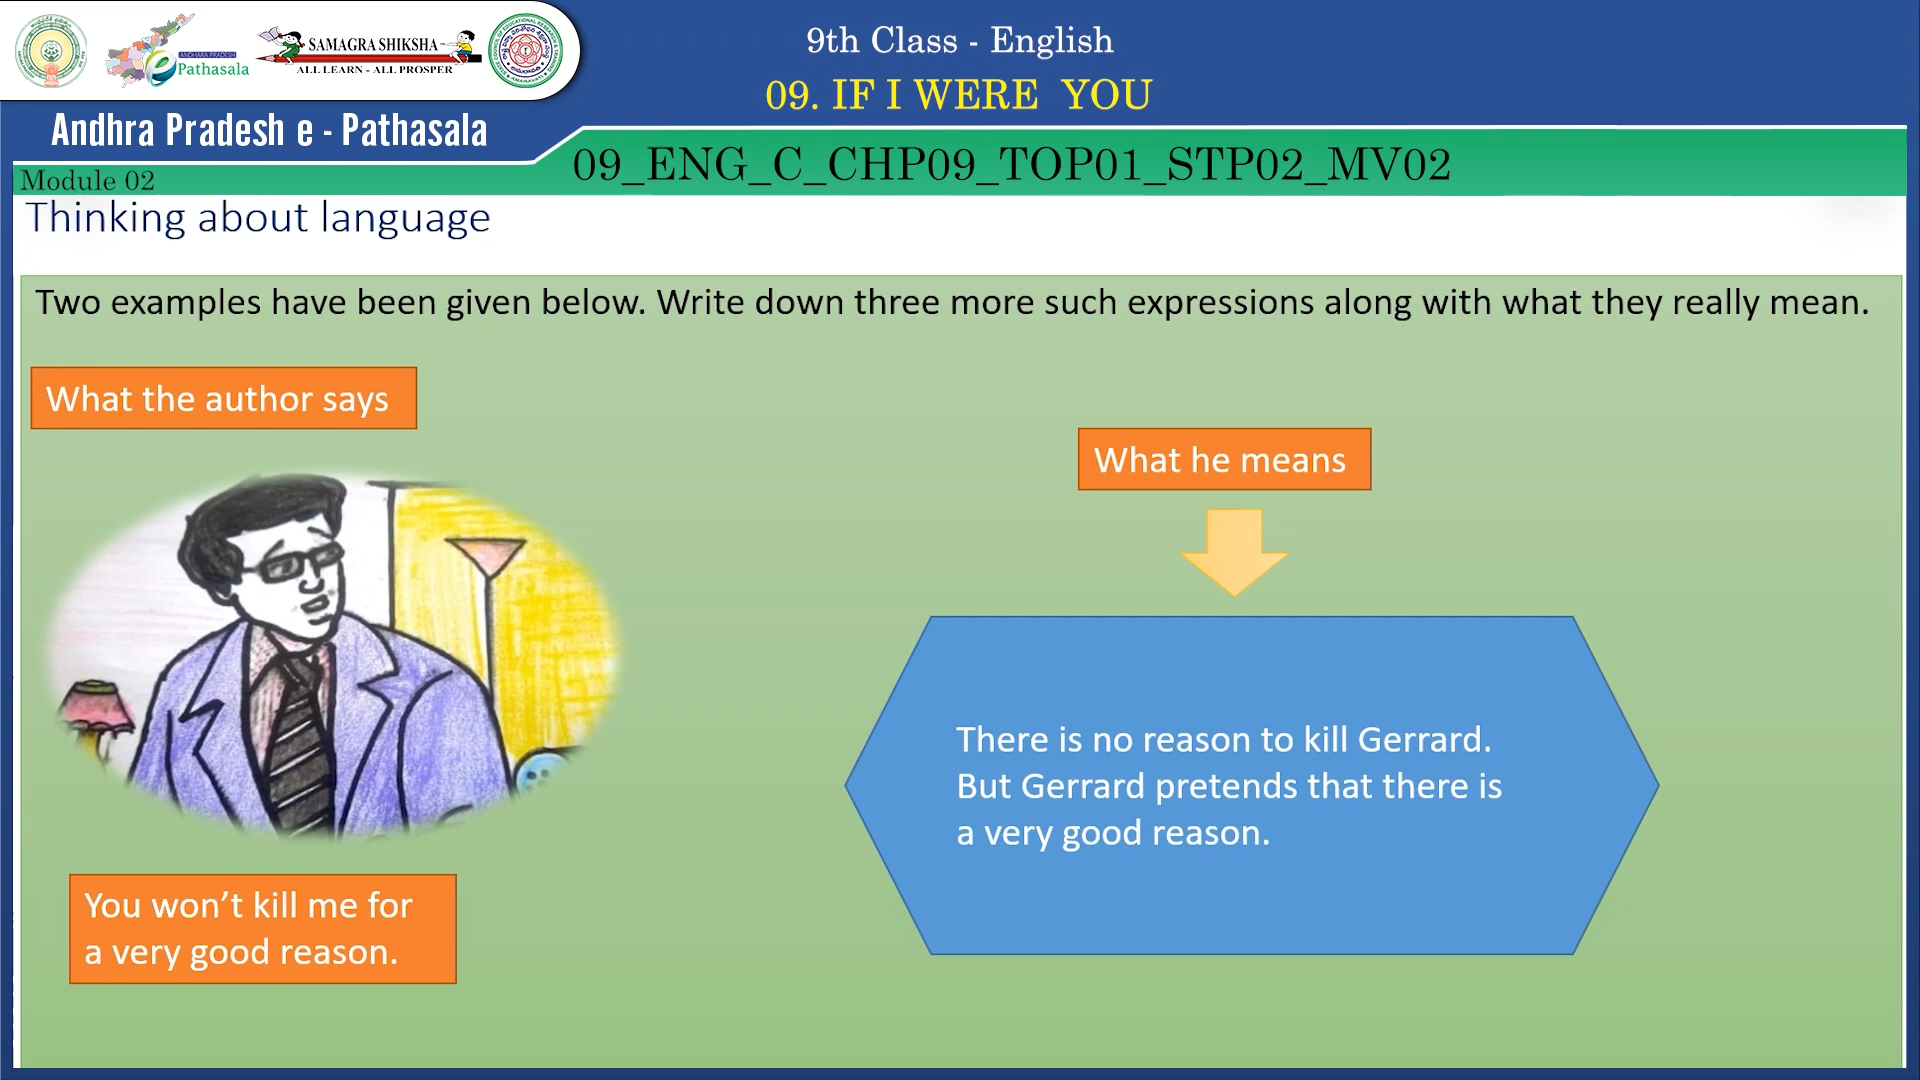 ANDHRA PRADESH
e Pathasala
SAMAGRA SHIKSHA
ALL LEARN - ALL PROSPER
Andhra Pradesh e - Pathasala
9th Class - English
09. IF I WERE YOU
09_ENG_C_CHP09_TOP01_STP02_MV02
Module 02
Thinking about language
Two examples have been given below. Write down three more such expressions along with what they really mean.
What the author says
What he means
There is no reason to kill Gerrard.
But Gerrard pretends that there is
a very good reason.
You won't kill me for
a very good reason.